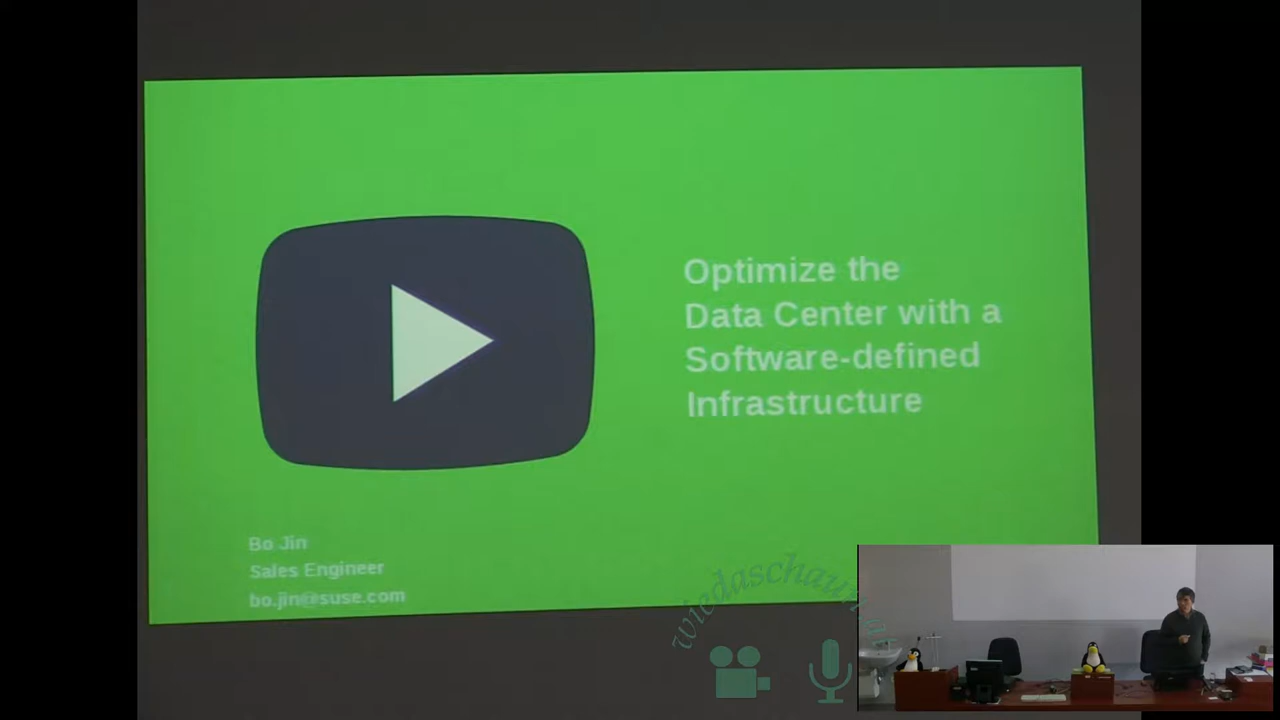 Optimize the
Data Center with a
Software-defined
Infrastructure
Bo Jin
Sales Engineer
bo.jin@suse.com